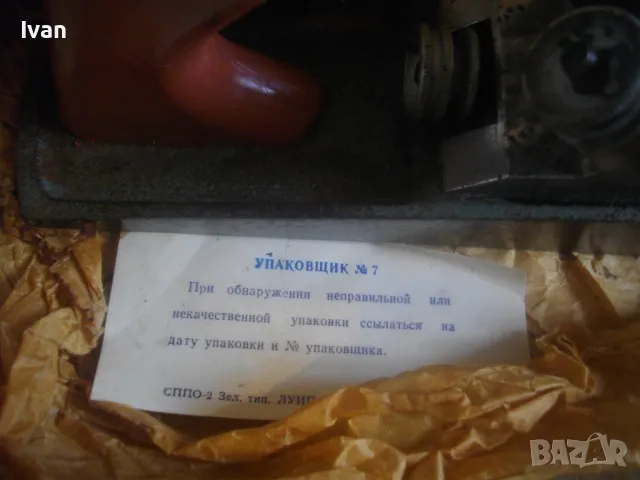 Ivan
УПАКОВЩИК № 7
При обнаружении неправильной или
некачественной упаковки ссылаться на
дату упаковки и № упаковщика.
СППО-2 Зел. тип. ЛУИП
BAZAR